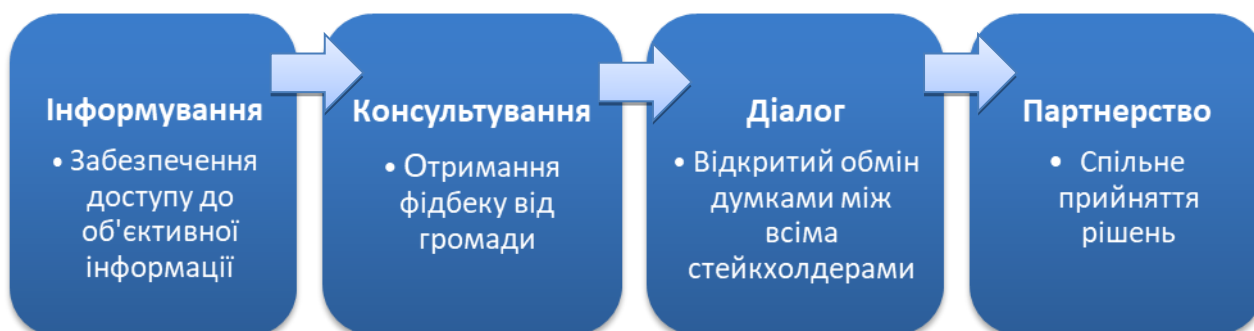 Інформування
• Забезпечення
доступу до
об'єктивної
інформації
Консультування
• Отримання
фідбеку від
громади
Діалог
• Відкритий обмін
думками між
всіма
стейкхолдерами
Партнерство
• Спільне
прийняття
рішень